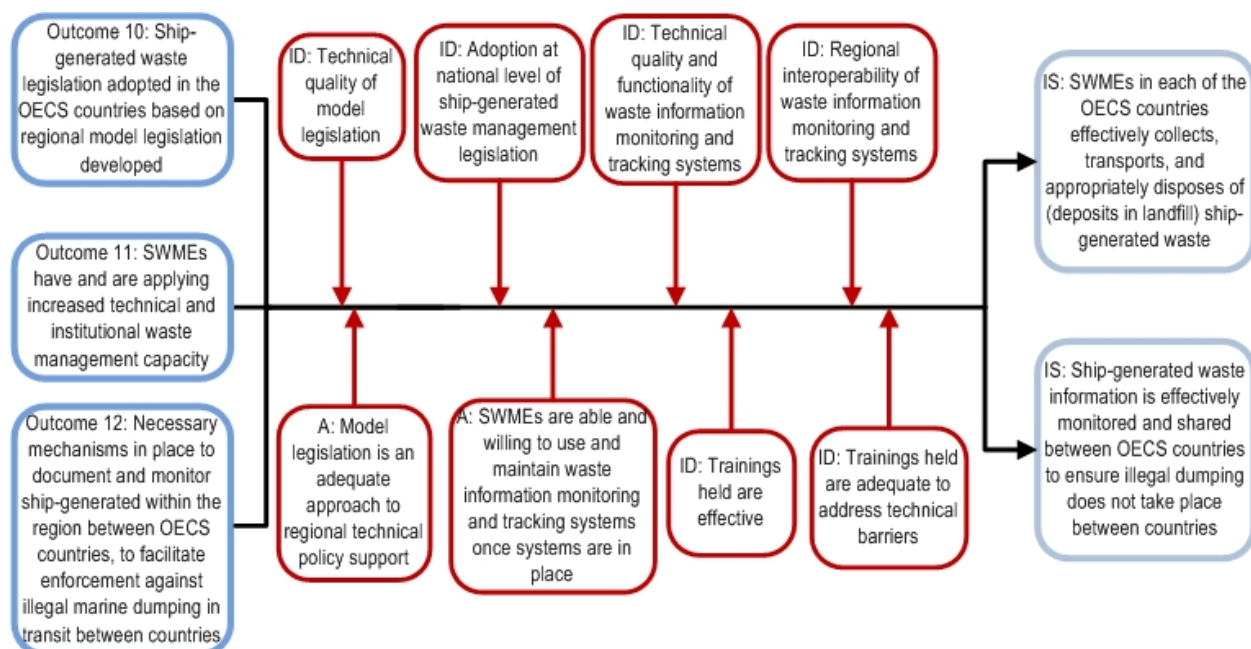 Outcome 10: Ship-
generated waste
legislation adopted in the
OECS countries based on
regional model legislation
developed
Outcome 11: SWMEs
have and are applying
increased technical and
institutional waste
management capacity
Outcome 12: Necessary
mechanisms in place to
document and monitor
ship-generated within the
region between OECS
countries, to facilitate
enforcement against
illegal marine dumping in
transit between countries
ID: Technical
quality of
model
legislation
ID: Adoption at
national level of
ship-generated
waste management
legislation
ID: Technical
quality and
functionality of
waste information
monitoring and
tracking systems
ID: Regional
interoperability of
waste information
monitoring and
tracking systems
A: Model
legislation is an
adequate
approach to
regional technical
policy support
A: SWMEs are able and
willing to use and
maintain waste
information monitoring
and tracking systems
once systems are in
place
ID: Trainings
held are
effective
ID: Trainings held
are adequate to
address technical
barriers
IS: SWMEs in each of the
OECS countries
effectively collects,
transports, and
appropriately disposes of
(deposits in landfill) ship-
generated waste
IS: Ship-generated waste
information is effectively
monitored and shared
between OECS countries
to ensure illegal dumping
does not take place
between countries